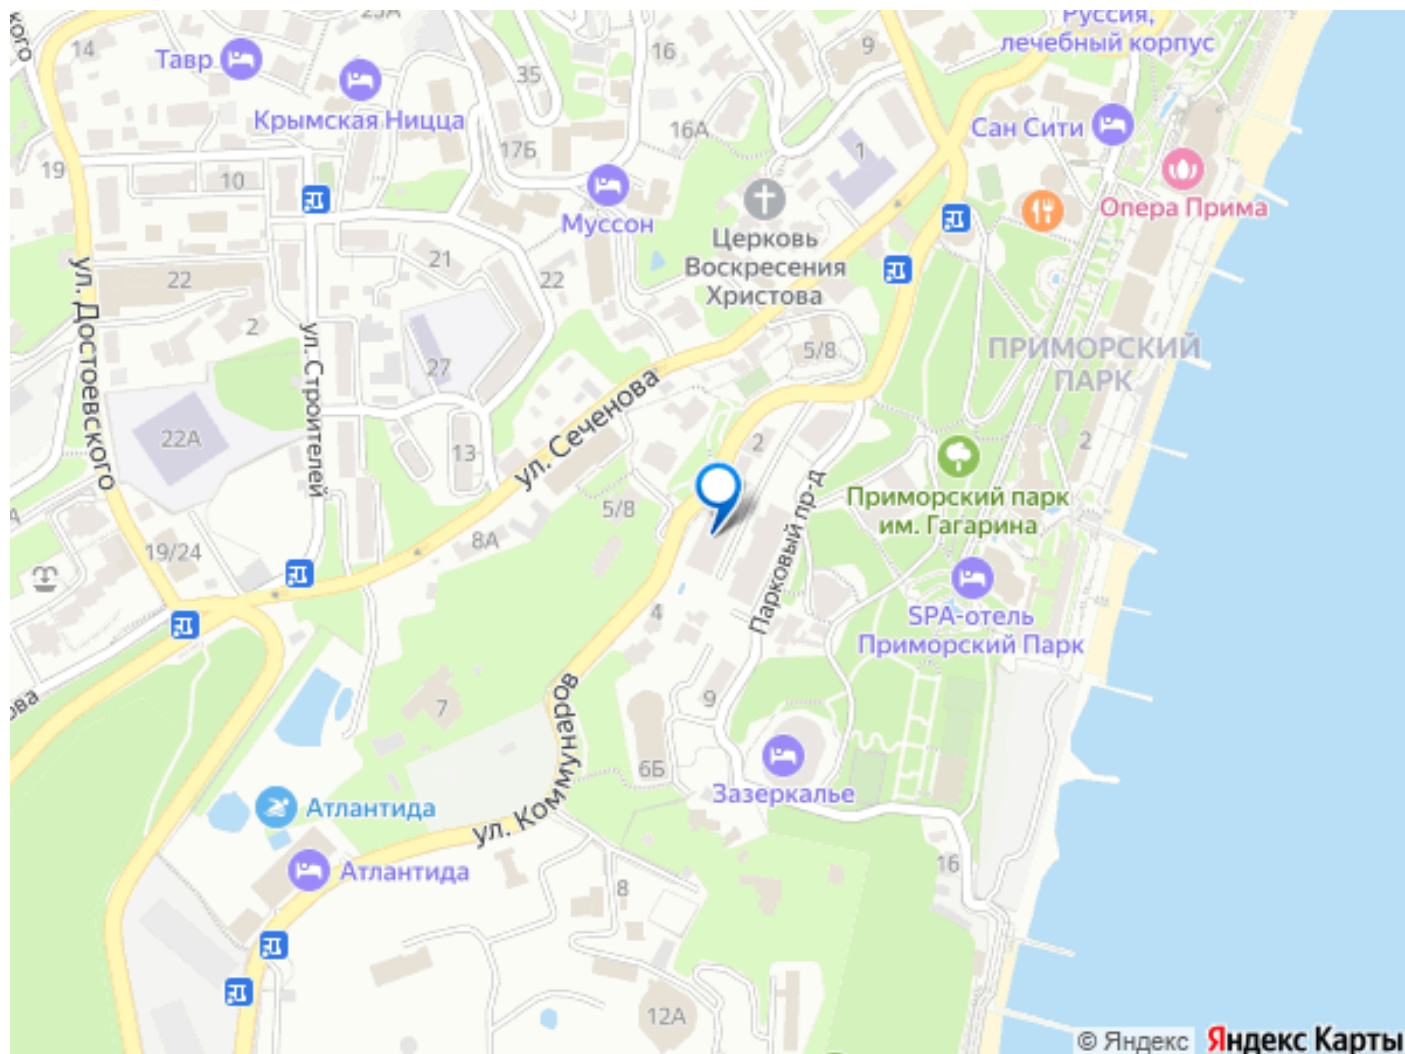 Руссия,
лечебный корпус
23А
14
Тавр
16
9
35
Крымская Ницца
Сан Сити
16А
17Б
1
19
10
Муссон
Опера Прима
Церковь
Воскресения
Христова
21
22
22
2
ул. Достоевского
ул. Строителей
27
5/8
ПРИМОРСКИЙ
ПАРК
ул. Сеченова
22А
13
2
2
Приморский парк
им. Гагарина
5/8
8А
19/24
Парковый пр-д
SPA-отель
Приморский Парк
4
7
9
ул. Коммунаров
6Б
Зазеркалье
Атлантида
Атлантида
16
8
12А
© Яндекс
Яндекс Карты